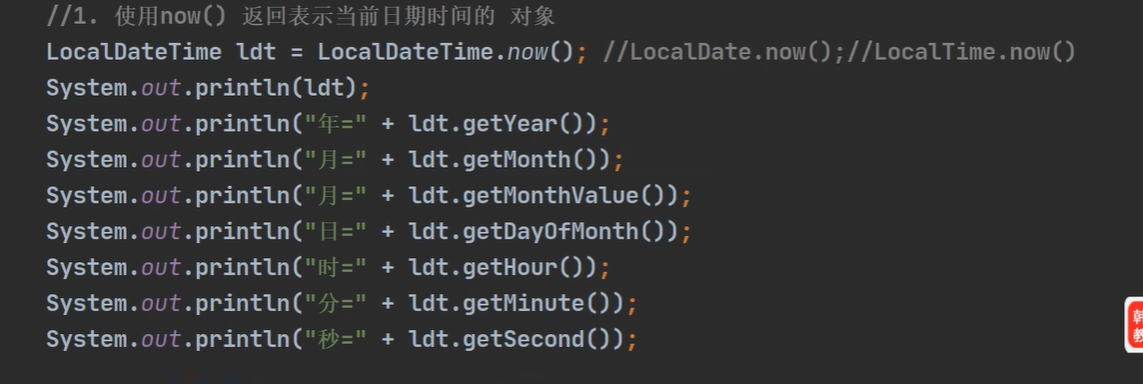 //1. 使用now() 返回表示当前日期时间的 对象
LocalDateTime ldt = LocalDateTime.now(); //LocalDate.now();//LocalTime.now()
System.out.println(ldt);
System.out.println("年=" + ldt.getYear());
System.out.println("月=" + ldt.getMonth());
System.out.println("月=" + ldt.getMonthValue());
System.out.println("日=" + ldt.getDayOfMonth());
System.out.println("时=" + ldt.getHour());
System.out.println("分=" + ldt.getMinute());
System.out.println("秒=" + ldt.getSecond());
韩
教